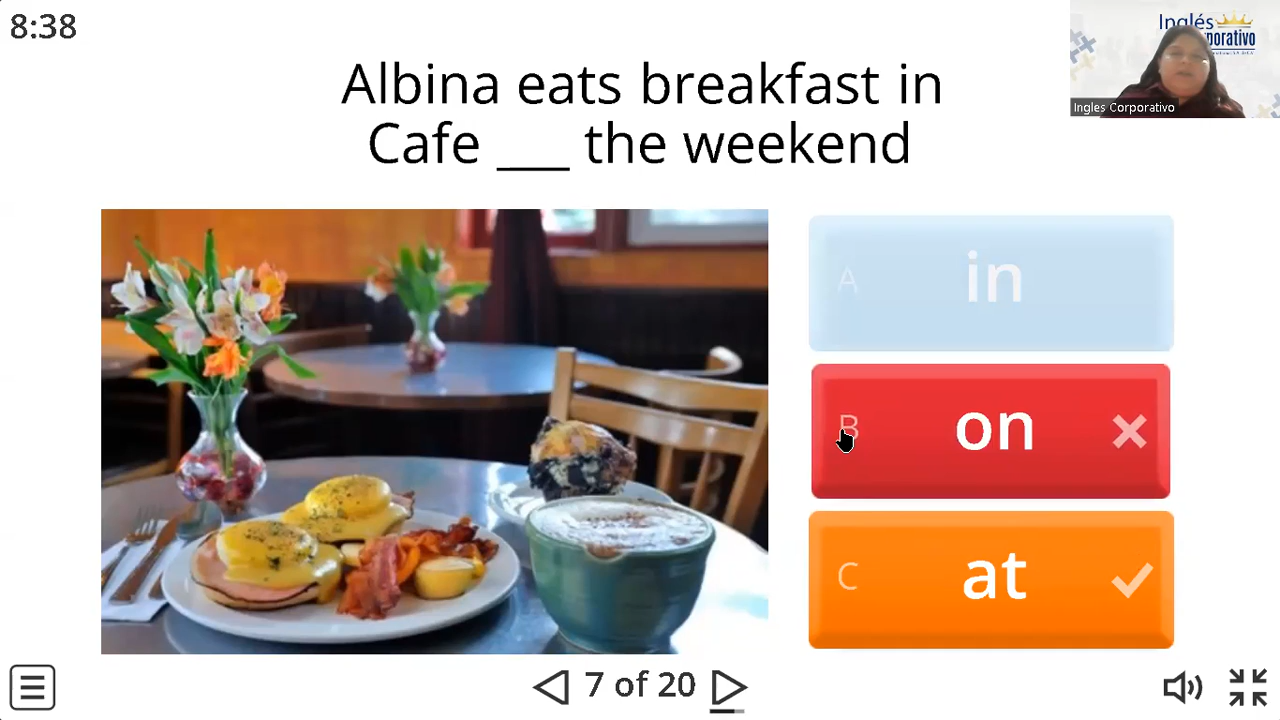 8:38
Inglés
porativo
Ingles Corporativo
Albina eats breakfast in
Cafe ___ the weekend
A in
B on
C at
7 of 20